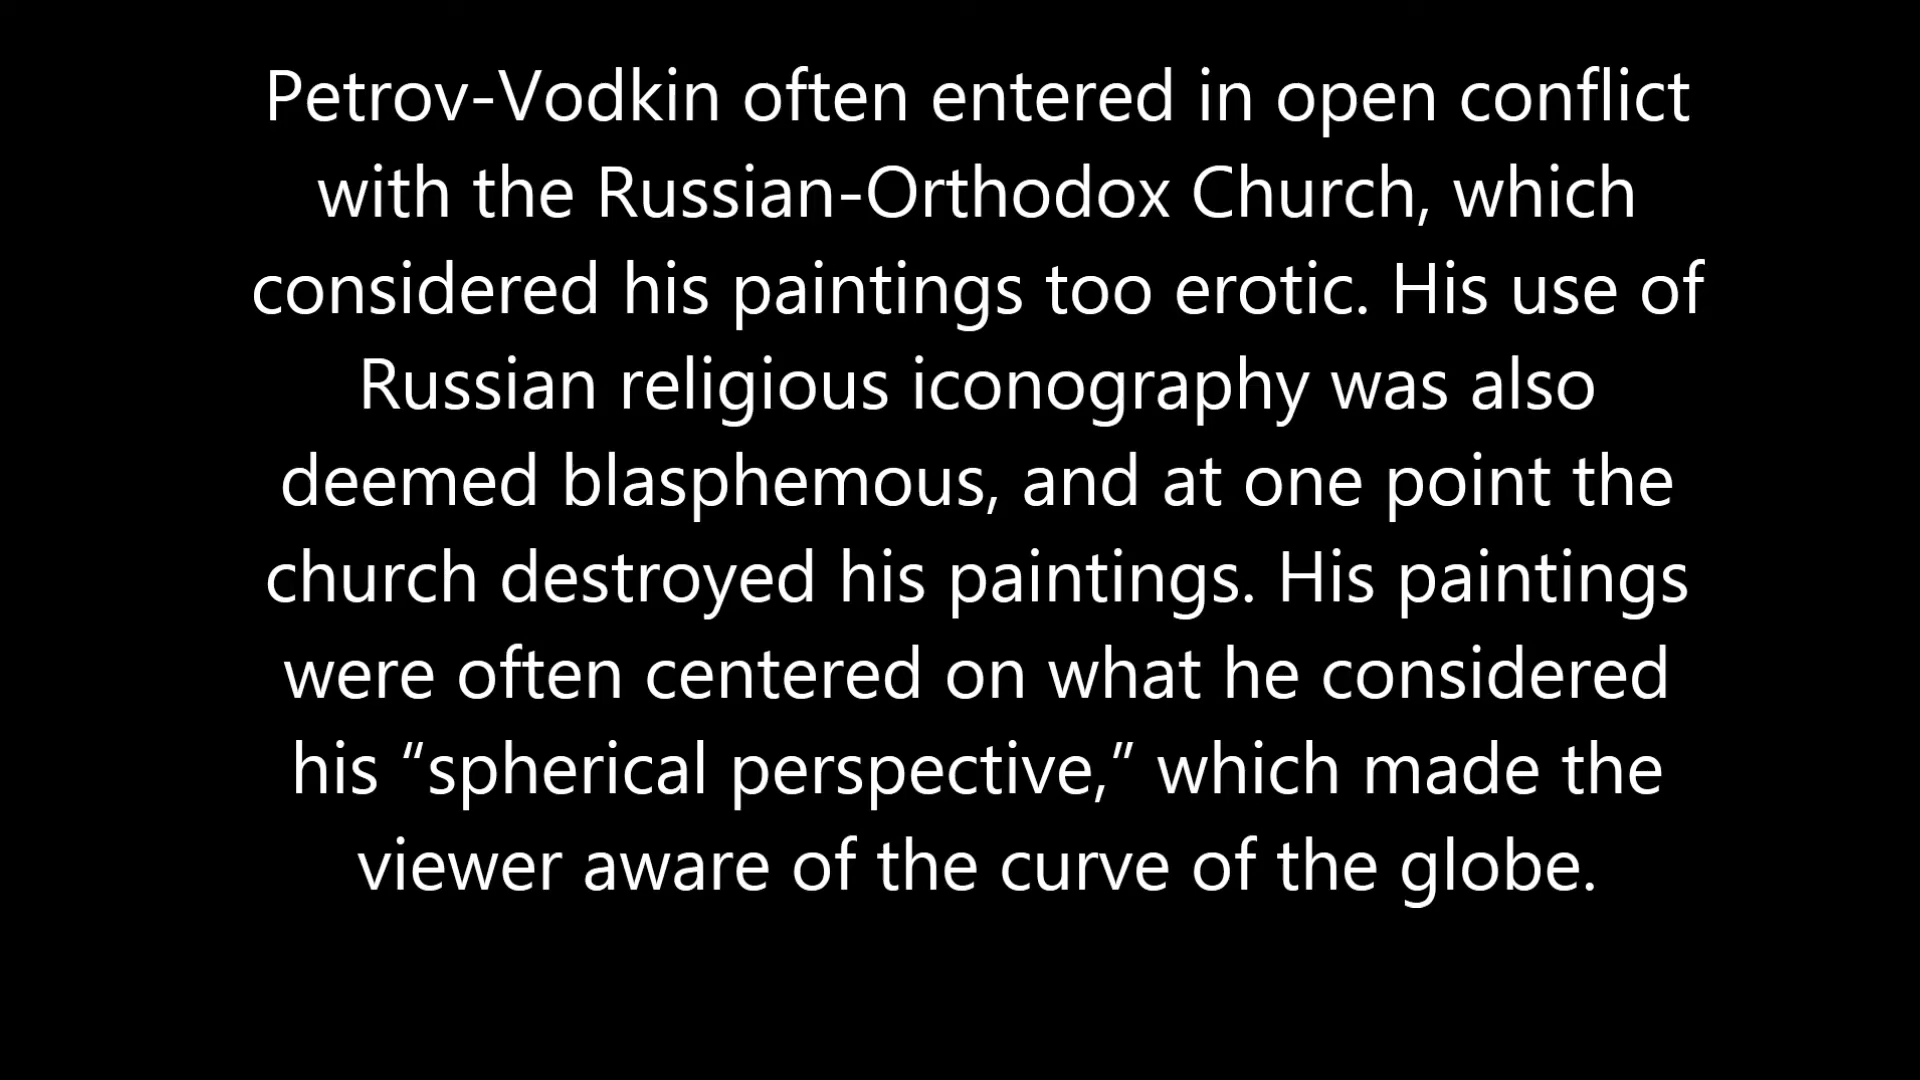 Petrov-Vodkin often entered in open conflict
with the Russian-Orthodox Church, which
considered his paintings too erotic. His use of
Russian religious iconography was also
deemed blasphemous, and at one point the
church destroyed his paintings. His paintings
were often centered on what he considered
his “spherical perspective,” which made the
viewer aware of the curve of the globe.